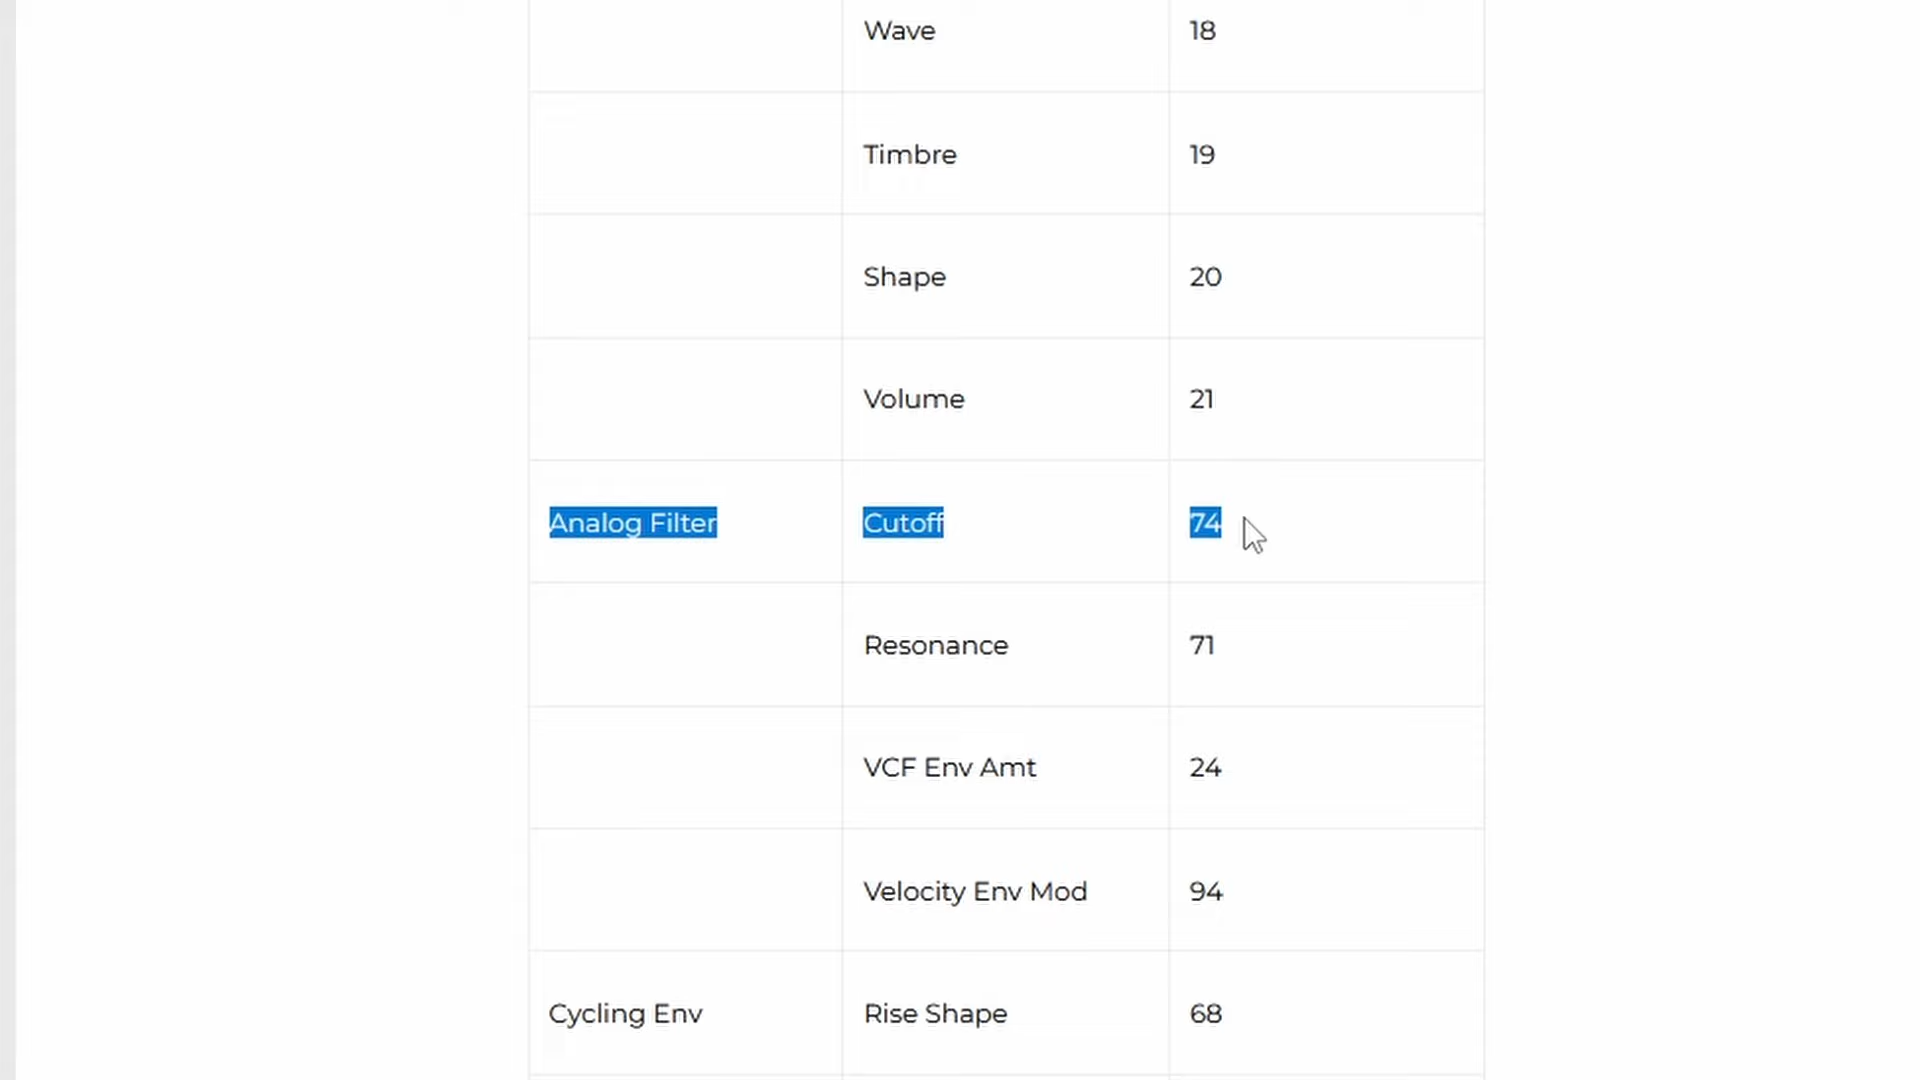 Wave 18
Timbre 19
Shape 20
Volume 21
Analog Filter Cutoff 74
Resonance 71
VCF Env Amt 24
Velocity Env Mod 94
Cycling Env Rise Shape 68